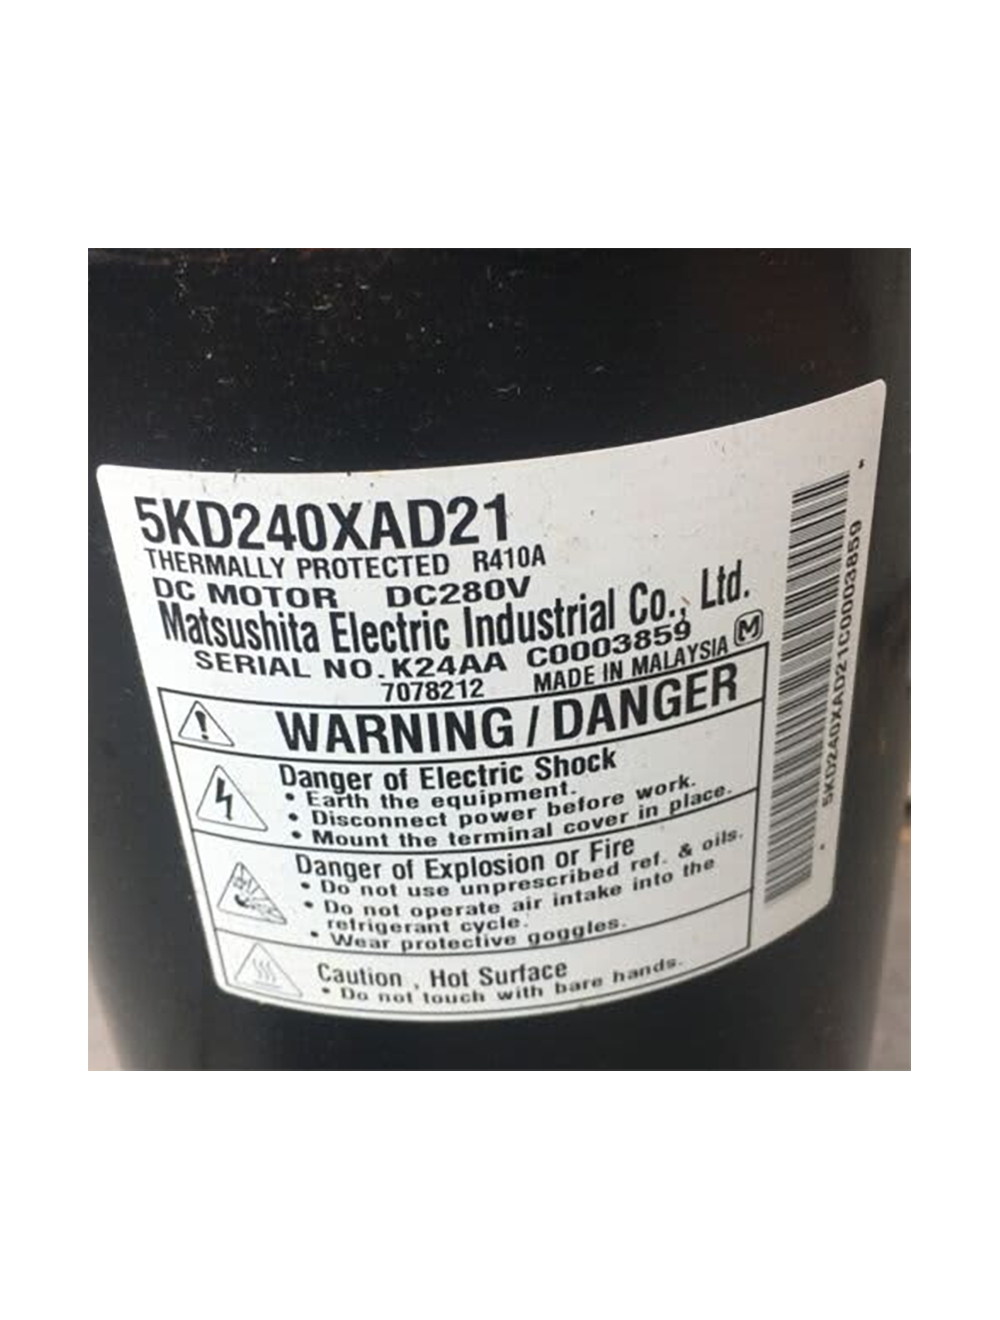 5KD240XAD21
THERMALLY PROTECTED R410A
DC MOTOR DC280V
Matsushita Electric Industrial Co., Ltd.
SERIAL NO. K24AA C0003859
7078212 MADE IN MALAYSIA M
WARNING / DANGER
Danger of Electric Shock
• Earth the equipment.
• Disconnect power before work.
• Mount the terminal cover in place.
Danger of Explosion or Fire
• Do not use unprescribed ref. & oils.
• Do not operate air intake into the
refrigerant cycle.
• Wear protective goggles.
Caution , Hot Surface
• Do not touch with bare hands.
*5KD240XAD21C0003859*